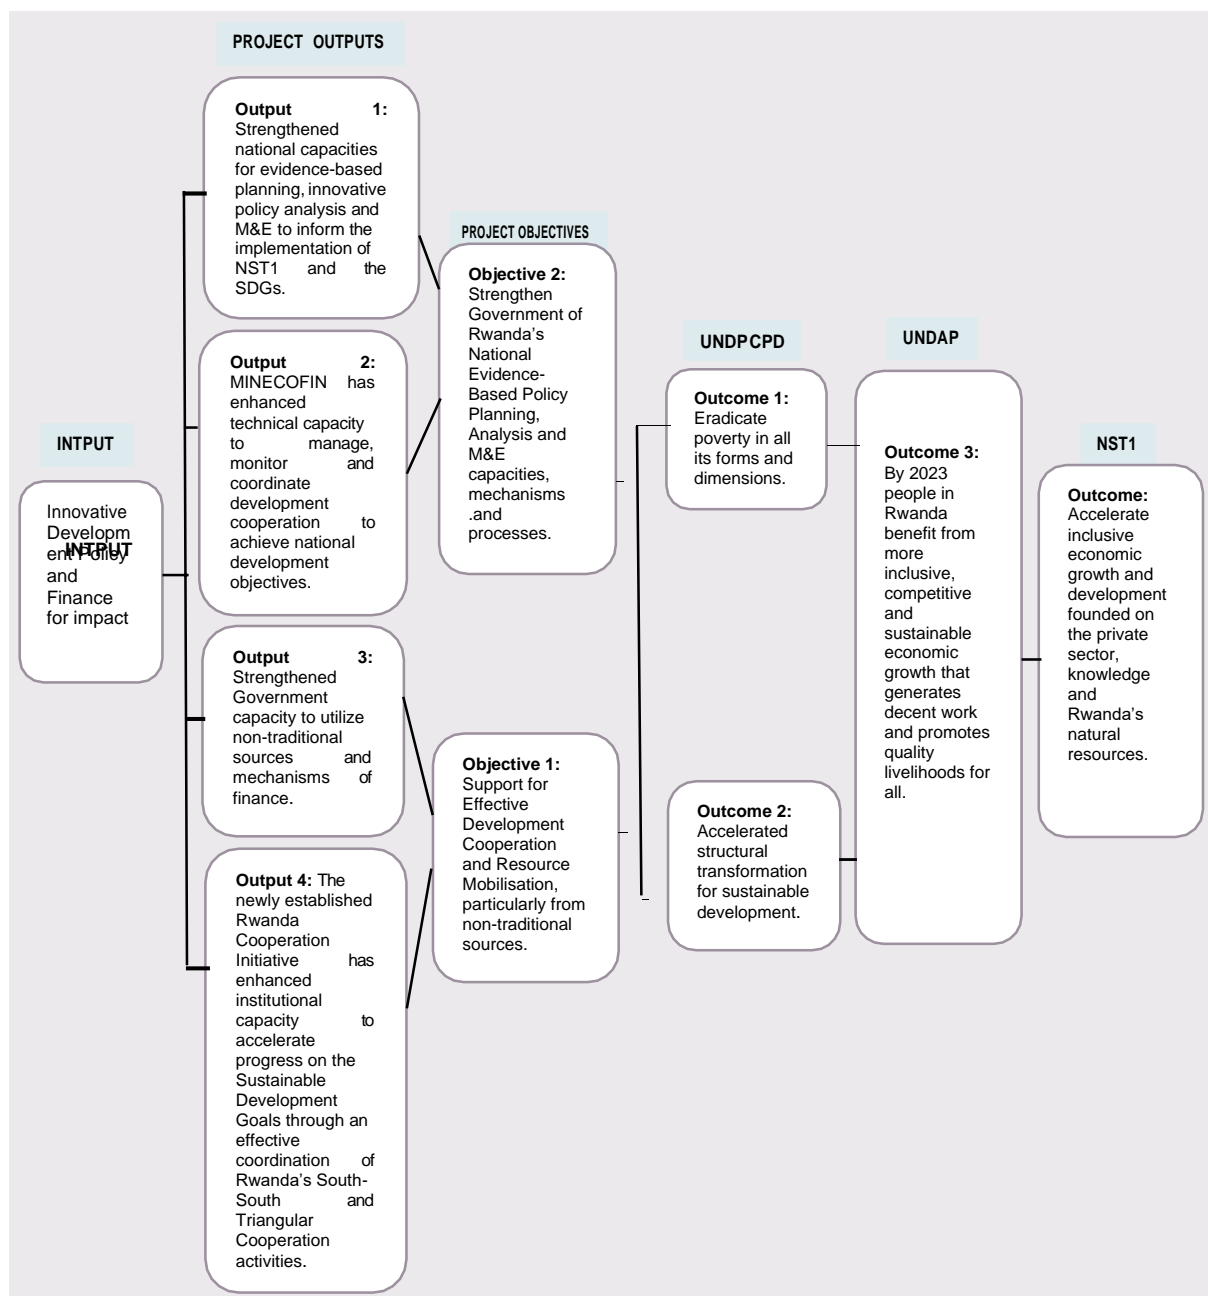 INTPUT
Innovative
Developm
ent Policy
INTPUT
and
Finance
for impact
PROJECT OUTPUTS
Output 1:
Strengthened
national capacities
for evidence-based
planning, innovative
policy analysis and
M&E to inform the
implementation of
NST1 and the
SDGs.
Output 2:
MINECOFIN has
enhanced
technical capacity
to manage,
monitor and
coordinate
development
cooperation to
achieve national
development
objectives.
Output 3:
Strengthened
Government
capacity to utilize
non-traditional
sources and
mechanisms of
finance.
Output 4: The
newly established
Rwanda
Cooperation
Initiative has
enhanced
institutional
capacity to
accelerate
progress on the
Sustainable
Development
Goals through an
effective
coordination of
Rwanda's South-
South and
Triangular
Cooperation
activities.
PROJECT OBJECTIVES
Objective 2:
Strengthen
Government of
Rwanda's
National
Evidence-
Based Policy
Planning,
Analysis and
M&E
capacities,
mechanisms
.and
processes.
Objective 1:
Support for
Effective
Development
Cooperation
and Resource
Mobilisation,
particularly from
non-traditional
sources.
UNDP CPD
Outcome 1:
Eradicate
poverty in all
its forms and
dimensions.
Outcome 2:
Accelerated
structural
transformation
for sustainable
development.
UNDAP
Outcome 3:
By 2023
people in
Rwanda
benefit from
more
inclusive,
competitive
and
sustainable
economic
growth that
generates
decent work
and promotes
quality
livelihoods for
all.
NST1
Outcome:
Accelerate
inclusive
economic
growth and
development
founded on
the private
sector,
knowledge
and
Rwanda's
natural
resources.